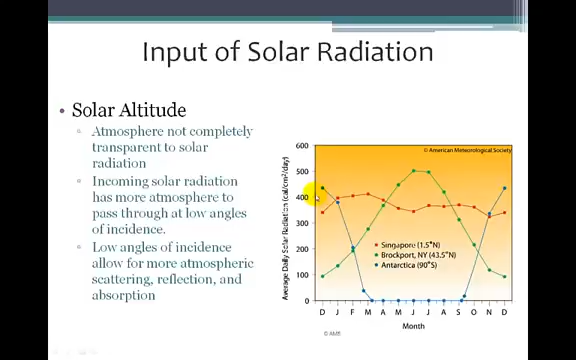 Input of Solar Radiation
• Solar Altitude
Atmosphere not completely
transparent to solar
radiation
Incoming solar radiation
has more atmosphere to
pass through at low angles
of incidence.
Low angles of incidence
allow for more atmospheric
scattering, reflection, and
absorption
© American Meteorological Society
Average Daily Solar Radiation (cal/cm²/day)
600
500
400
300
200
100
0
Singapore (1.5°N)
Brockport, NY (43.5°N)
Antarctica (90°S)
D J F M A M J J A S O N D
Month
© AMS